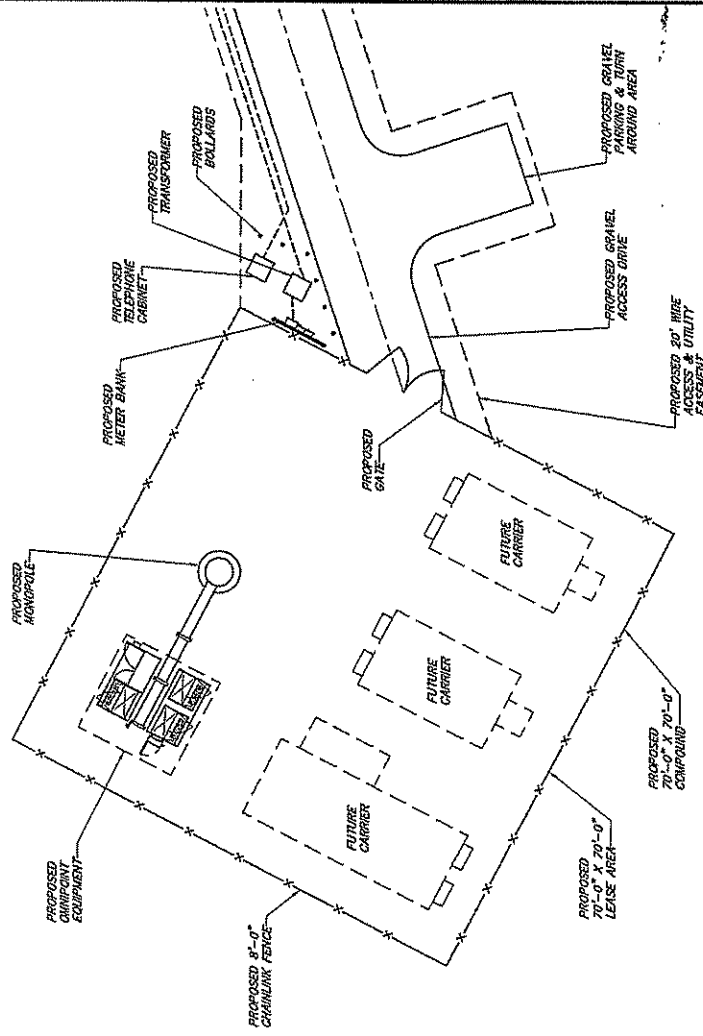 PROPOSED
OMNIPOINT
EQUIPMENT
PROPOSED
MONOPOLE
PROPOSED
METER BANK
PROPOSED
TELEPHONE
CABINET
PROPOSED
TRANSFORMER
PROPOSED
BOLLARDS
PROPOSED 8'-0"
CHAINLINK FENCE
FUTURE
CARRIER
FUTURE
CARRIER
FUTURE
CARRIER
PROPOSED
GATE
PROPOSED
70'-0" X 70'-0"
LEASE AREA
PROPOSED
70'-0" X 70'-0"
COMPOUND
PROPOSED 20' WIDE
ACCESS & UTILITY
EASEMENT
PROPOSED GRAVEL
ACCESS DRIVE
PROPOSED GRAVEL
PARKING & TURN
AROUND AREA